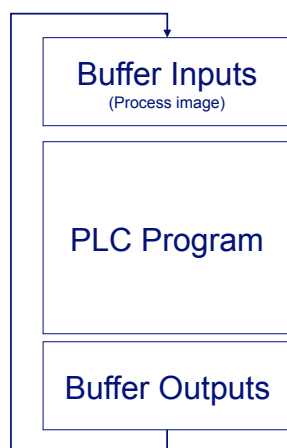 Buffer Inputs
(Process image)
PLC Program
Buffer Outputs